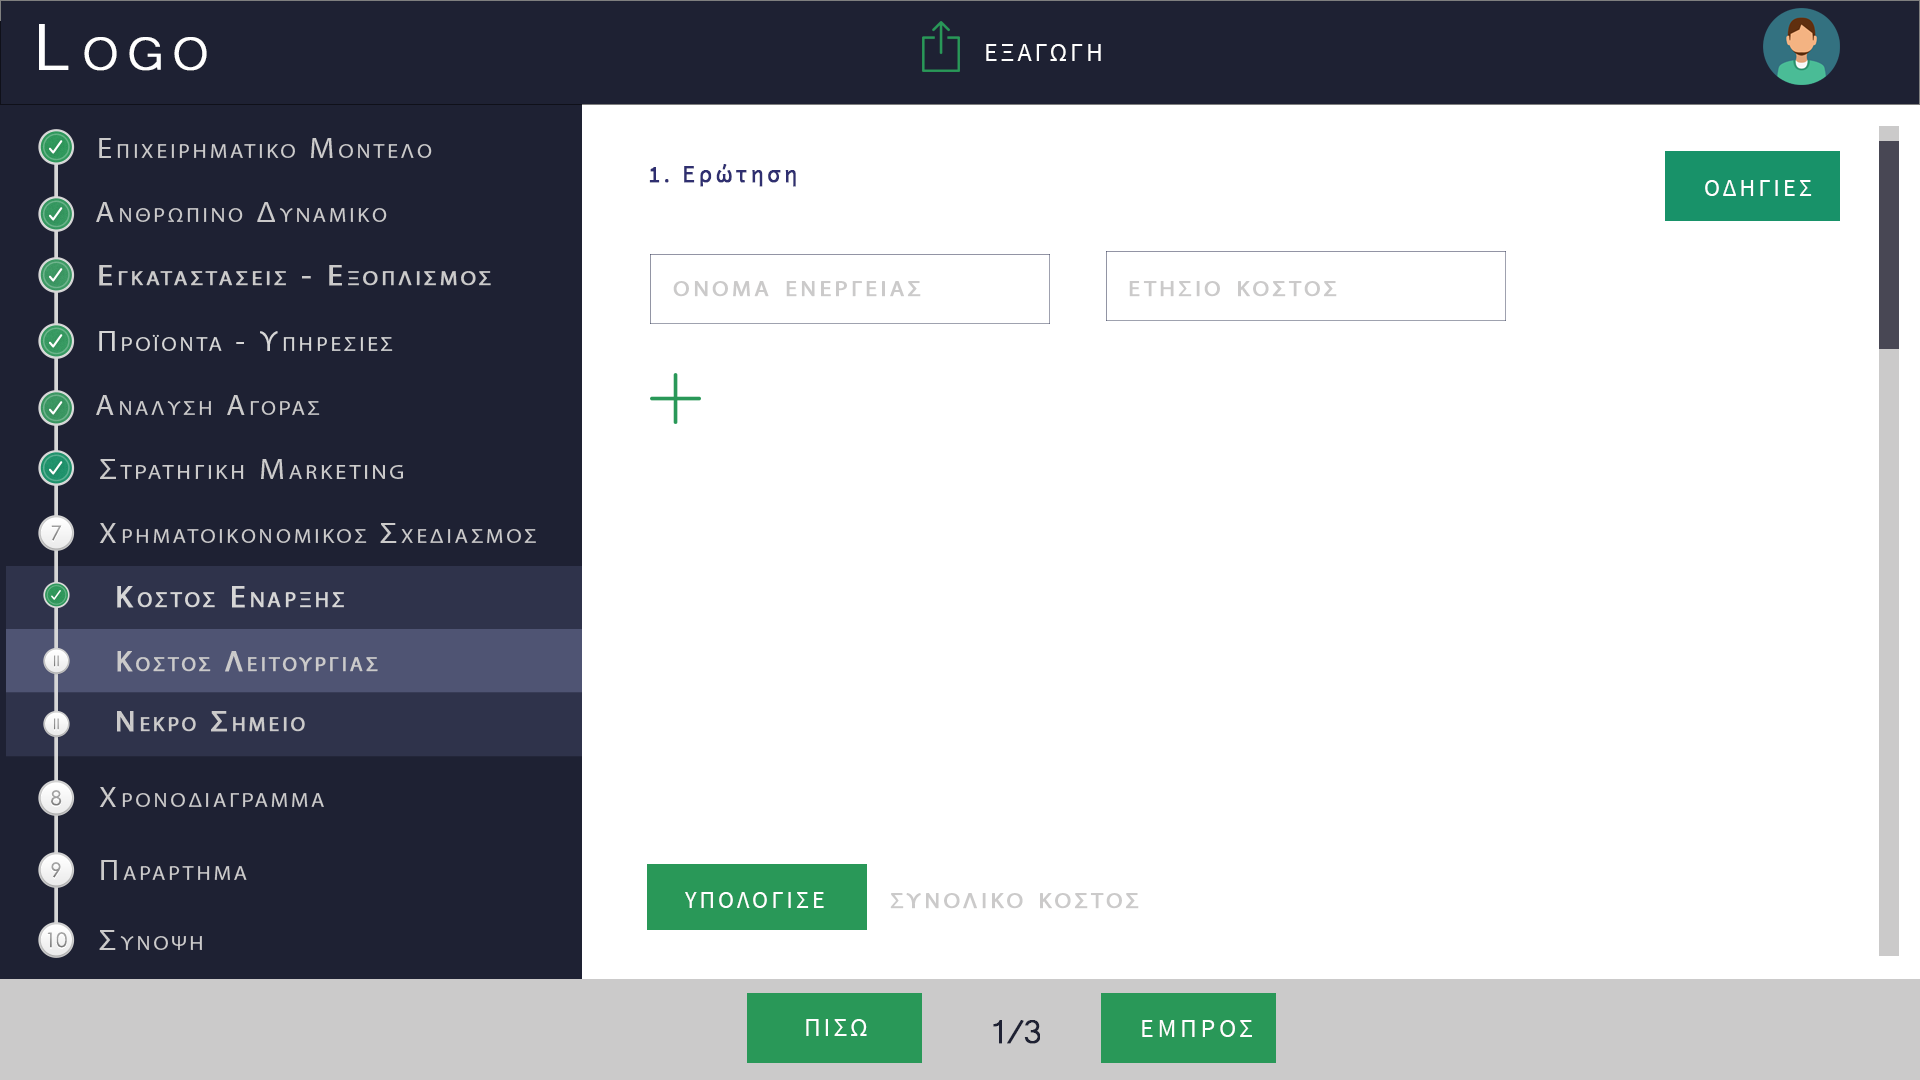 Logo
ΕΞΑΓΩΓΗ
Επιχειρηματικο Μοντελο
Ανθρωπινο Δυναμικο
Εγκαταστασεις - Εξοπλισμος
Προϊοντα - Υπηρεσιες
Αναλυση Αγορας
Στρατηγικη Marketing
7 Χρηματοικονομικος Σχεδιασμος
Κοστος Εναρξης
II Κοστος Λειτουργιας
II Νεκρο Σημειο
8 Χρονοδιαγραμμα
9 Παραρτημα
10 Συνοψη
1. Ερώτηση
ΟΔΗΓΙΕΣ
ΟΝΟΜΑ ΕΝΕΡΓΕΙΑΣ
ΕΤΗΣΙΟ ΚΟΣΤΟΣ
ΥΠΟΛΟΓΙΣΕ
ΣΥΝΟΛΙΚΟ ΚΟΣΤΟΣ
ΠΙΣΩ
1/3
ΕΜΠΡΟΣ